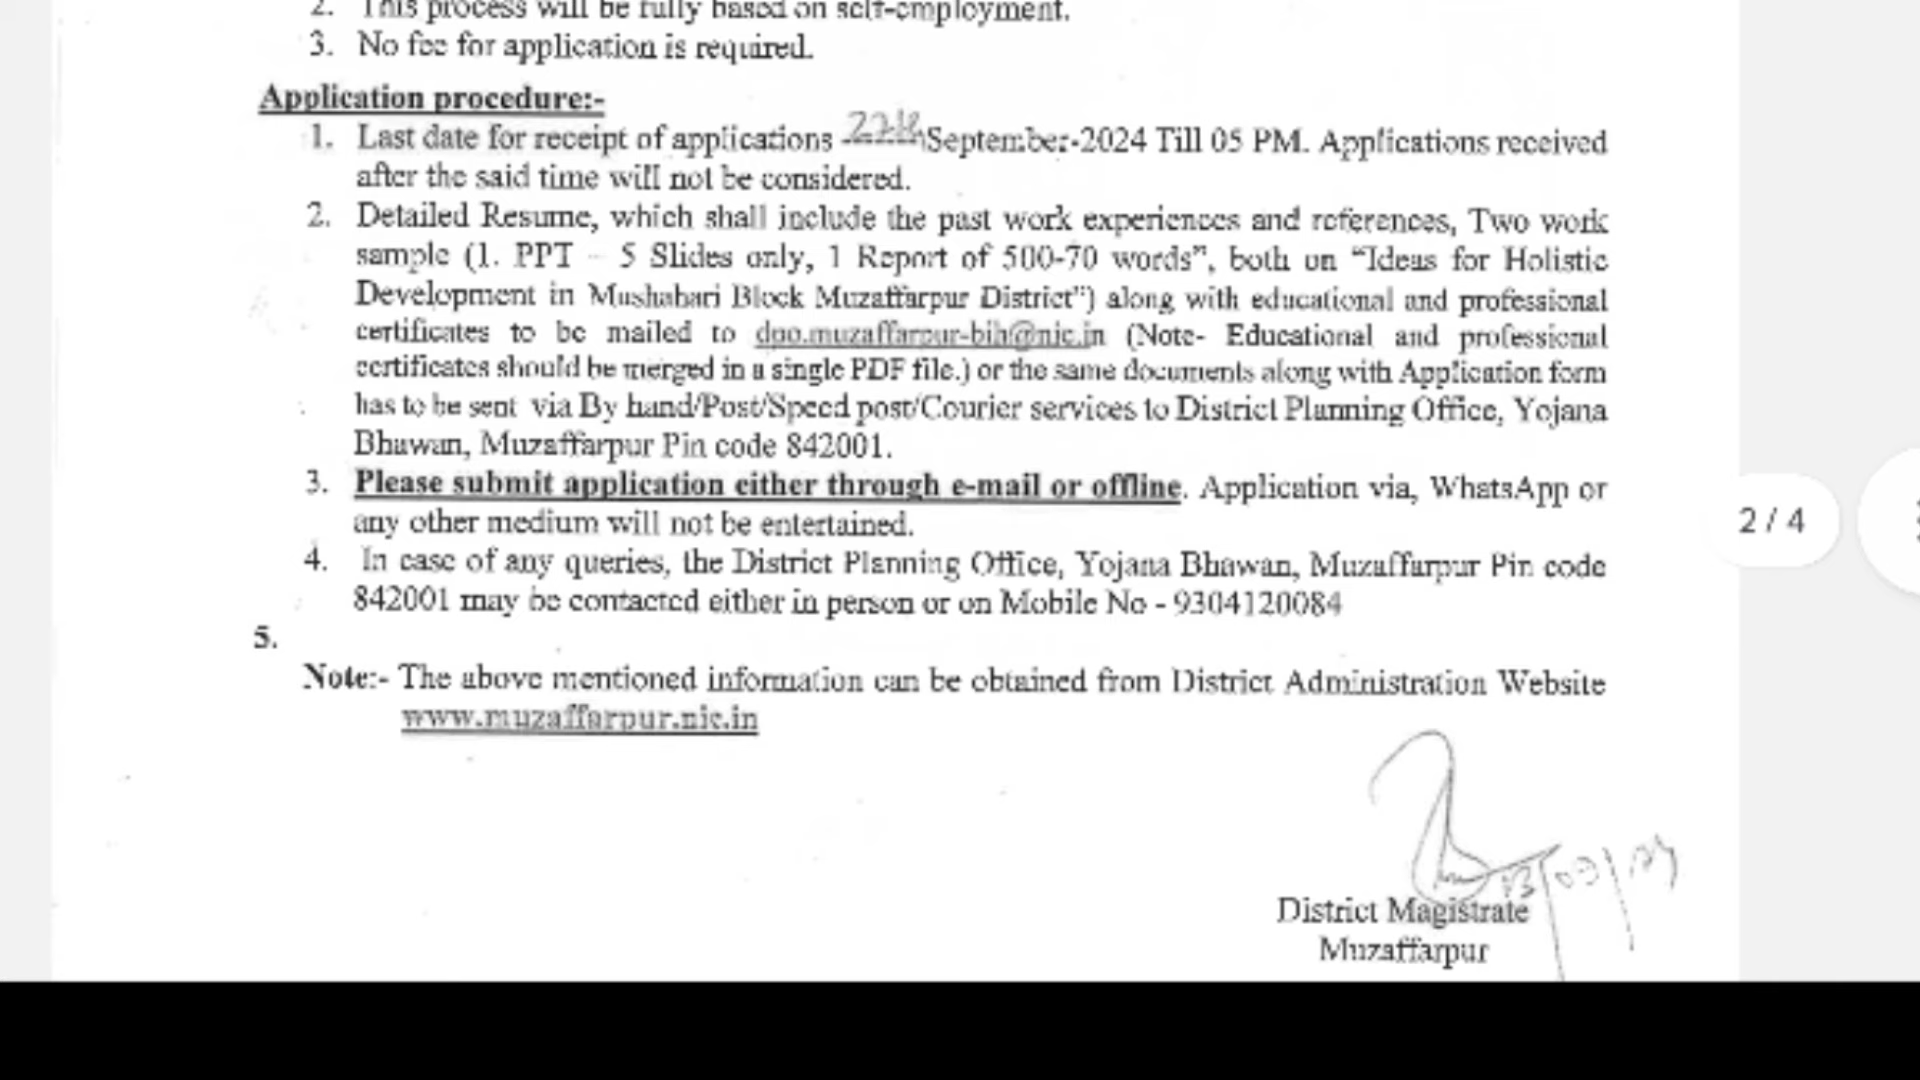 2. This process will be fully based on self-employment.
3. No fee for application is required.
Application procedure:-
1. Last date for receipt of applications 27th September-2024 Till 05 PM. Applications received
after the said time will not be considered.
2. Detailed Resume, which shall include the past work experiences and references, Two work
sample (1. PPT – 5 Slides only, 1 Report of 500-70 words”, both on “Ideas for Holistic
Development in Mushahari Block Muzaffarpur District”) along with educational and professional
certificates to be mailed to dpo.muzaffarpur-bih@nic.in (Note- Educational and professional
certificates should be merged in a single PDF file.) or the same documents along with Application form
has to be sent via By hand/Post/Speed post/Courier services to District Planning Office, Yojana
Bhawan, Muzaffarpur Pin code 842001.
3. Please submit application either through e-mail or offline. Application via, WhatsApp or
any other medium will not be entertained.
2 / 4
4. In case of any queries, the District Planning Office, Yojana Bhawan, Muzaffarpur Pin code
842001 may be contacted either in person or on Mobile No - 9304120084
5.
Note:- The above mentioned information can be obtained from District Administration Website
www.muzaffarpur.nic.in
District Magistrate
Muzaffarpur